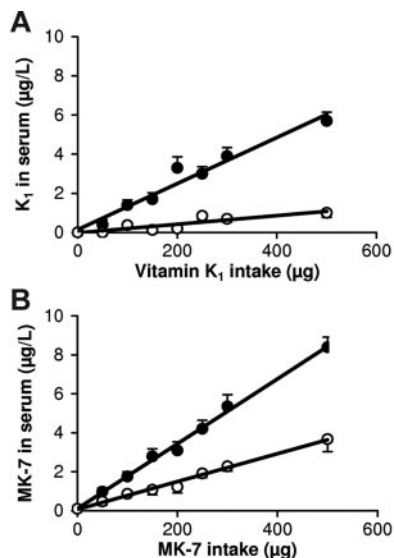 A
8
6
4
2
0
K₁ in serum (µg/L)
0 200 400 600
Vitamin K₁ intake (µg)
B
10
8
6
4
2
0
MK-7 in serum (µg/L)
0 200 400 600
MK-7 intake (µg)